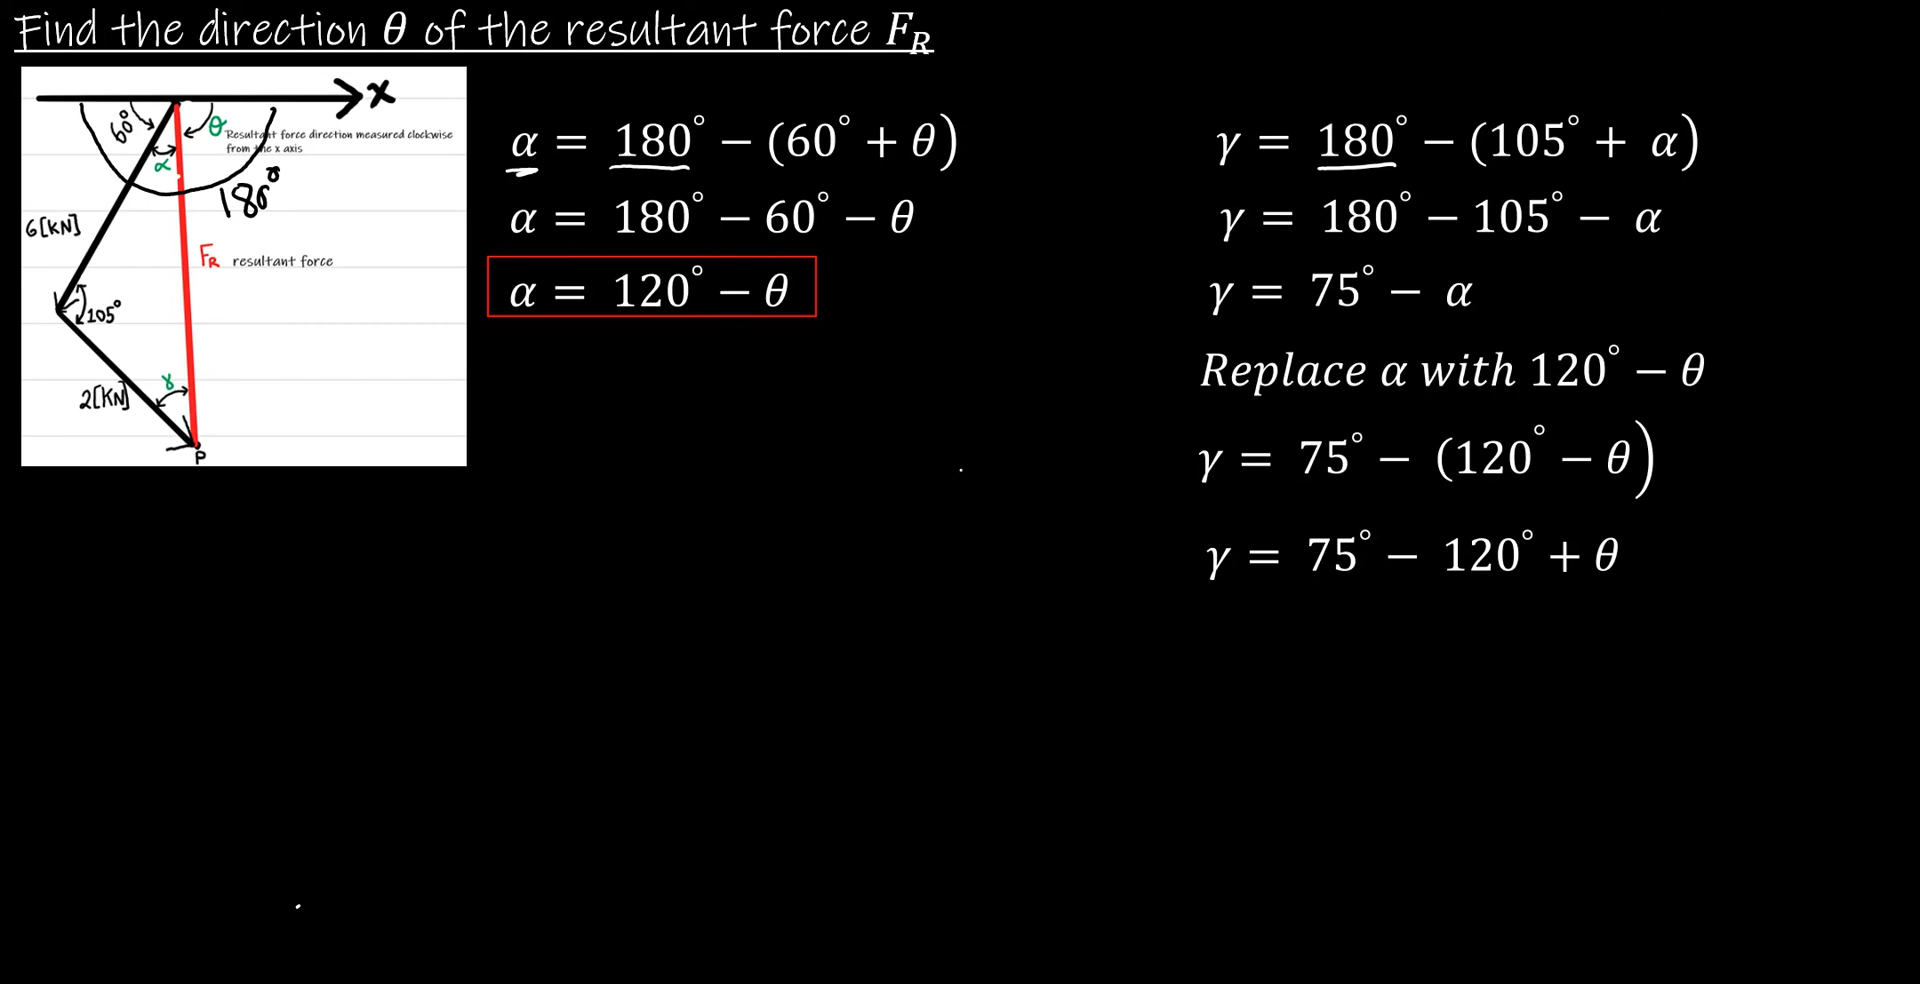 Find the direction θ of the resultant force F_R
x
60°
θ
Resultant force direction measured clockwise
from the x axis
α
180°
6[KN]
F_R resultant force
105°
2[KN]
γ
P
α = 180° − (60° + θ)
α = 180° − 60° − θ
α = 120° − θ
γ = 180° − (105° + α)
γ = 180° − 105° − α
γ = 75° − α
Replace α with 120° − θ
γ = 75° − (120° − θ)
γ = 75° − 120° + θ